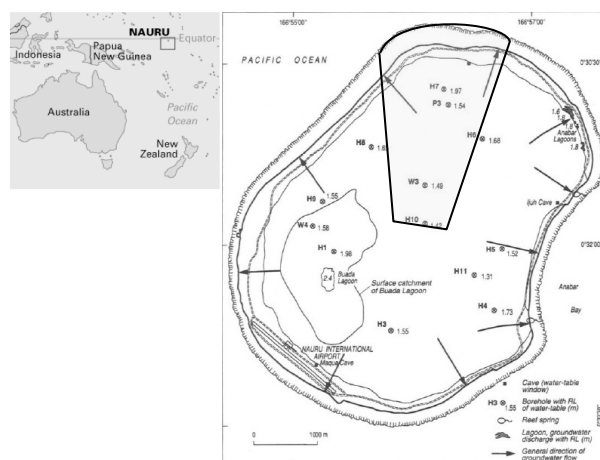 NAURU
Equator
Indonesia
Papua
New Guinea
Australia
Pacific
Ocean
New
Zealand
166°55'00"
166°57'00"
PACIFIC OCEAN
0°30'30"
H7
1.97
P3
1.54
H8
H6
1.68
Anabar
Lagoons
W3
1.49
H9
1.55
Ijuh Cave
H10
W4
1.56
0°32'00"
H1
1.96
H5
1.52
2.4
Buada
Lagoon
H11
1.31
Anabar
Bay
Surface catchment
of Buada Lagoon
H4
1.73
H3
1.55
NAURU INTERNATIONAL
AIRPORT
Maqua Cave
Cave (water-table
window)
H3
1.55
Borehole with RL
of water-table (m)
Reef spring
Lagoon, groundwater
discharge with RL (m)
General direction of
groundwater flow
0
1000 m